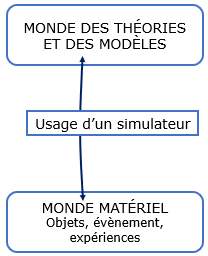 MONDE DES THÉORIES
ET DES MODÈLES
Usage d'un simulateur
MONDE MATÉRIEL
Objets, évènement,
expériences